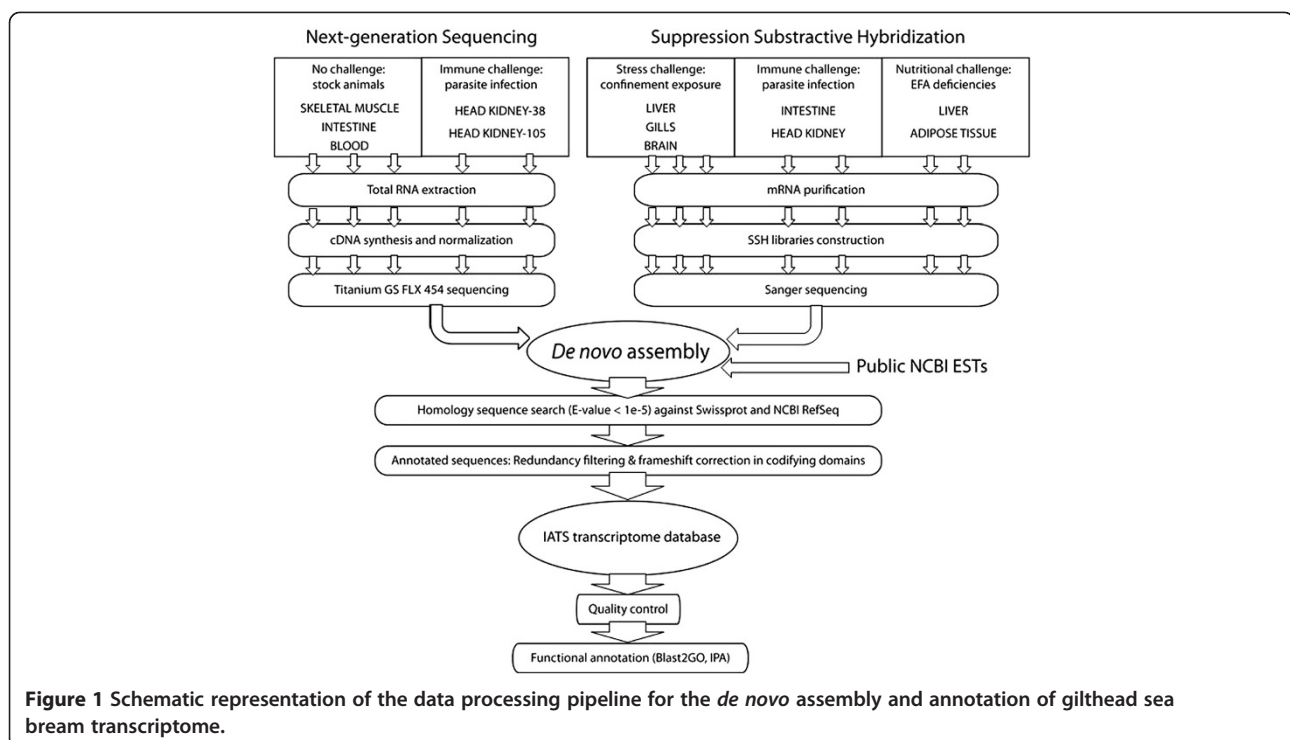 Next-generation Sequencing
Suppression Substractive Hybridization
No challenge:
stock animals
SKELETAL MUSCLE
INTESTINE
BLOOD
Immune challenge:
parasite infection
HEAD KIDNEY-38
HEAD KIDNEY-105
Stress challenge:
confinement exposure
LIVER
GILLS
BRAIN
Immune challenge:
parasite infection
INTESTINE
HEAD KIDNEY
Nutritional challenge:
EFA deficiencies
LIVER
ADIPOSE TISSUE
Total RNA extraction
mRNA purification
cDNA synthesis and normalization
SSH libraries construction
Titanium GS FLX 454 sequencing
Sanger sequencing
De novo assembly
Public NCBI ESTs
Homology sequence search (E-value < 1e-5) against Swissprot and NCBI RefSeq
Annotated sequences: Redundancy filtering & frameshift correction in codifying domains
IATS transcriptome database
Quality control
Functional annotation (Blast2GO, IPA)
Figure 1 Schematic representation of the data processing pipeline for the de novo assembly and annotation of gilthead sea
bream transcriptome.